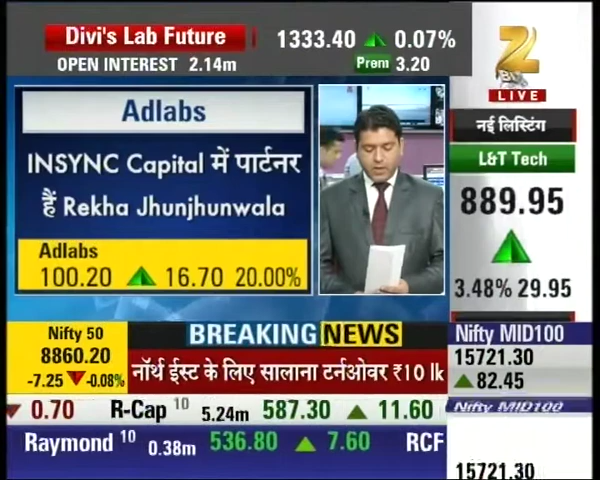 Divi's Lab Future
1333.40 0.07%
OPEN INTEREST 2.14m
Prem 3.20
LIVE
Adlabs
INSYNC Capital में पार्टनर
हैं Rekha Jhunjhunwala
Adlabs
100.20 16.70 20.00%
नई लिस्टिंग
L&T Tech
889.95
3.48% 29.95
Nifty 50
8860.20
-7.25 -0.08%
BREAKING NEWS
नॉर्थ ईस्ट के लिए सालाना टर्नओवर ₹10 lk
Nifty MID100
15721.30
82.45
0.70 R-Cap 10 5.24m 587.30 11.60
Nifty MID100
Raymond 10 0.38m 536.80 7.60 RCF
15721.30